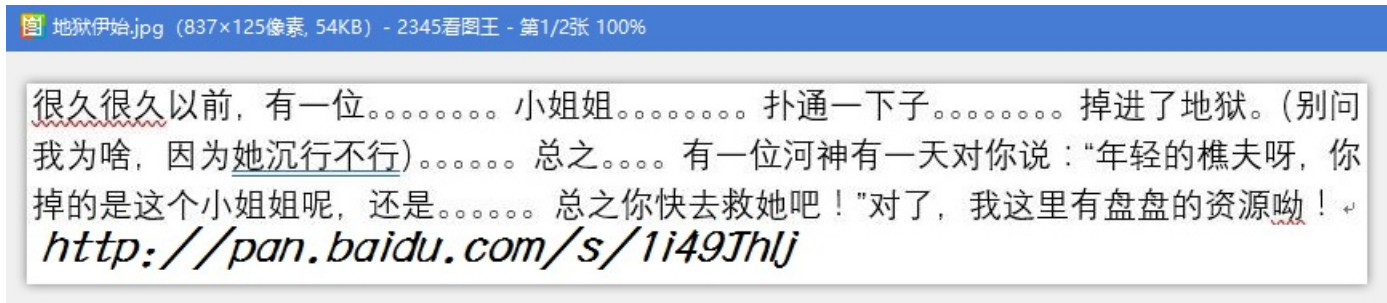 地狱伊始.jpg (837×125像素, 54KB) - 2345看图王 - 第1/2张 100%
很久很久以前，有一位。。。。。。。。小姐姐。。。。。。。。扑通一下子。。。。。。。。掉进了地狱。（别问
我为啥，因为她沉行不行）。。。。。。总之。。。。有一位河神有一天对你说：“年轻的樵夫呀，你
掉的是这个小姐姐呢，还是。。。。。。总之你快去救她吧！”对了，我这里有盘盘的资源呦！
http://pan.baidu.com/s/1i49Jhlj